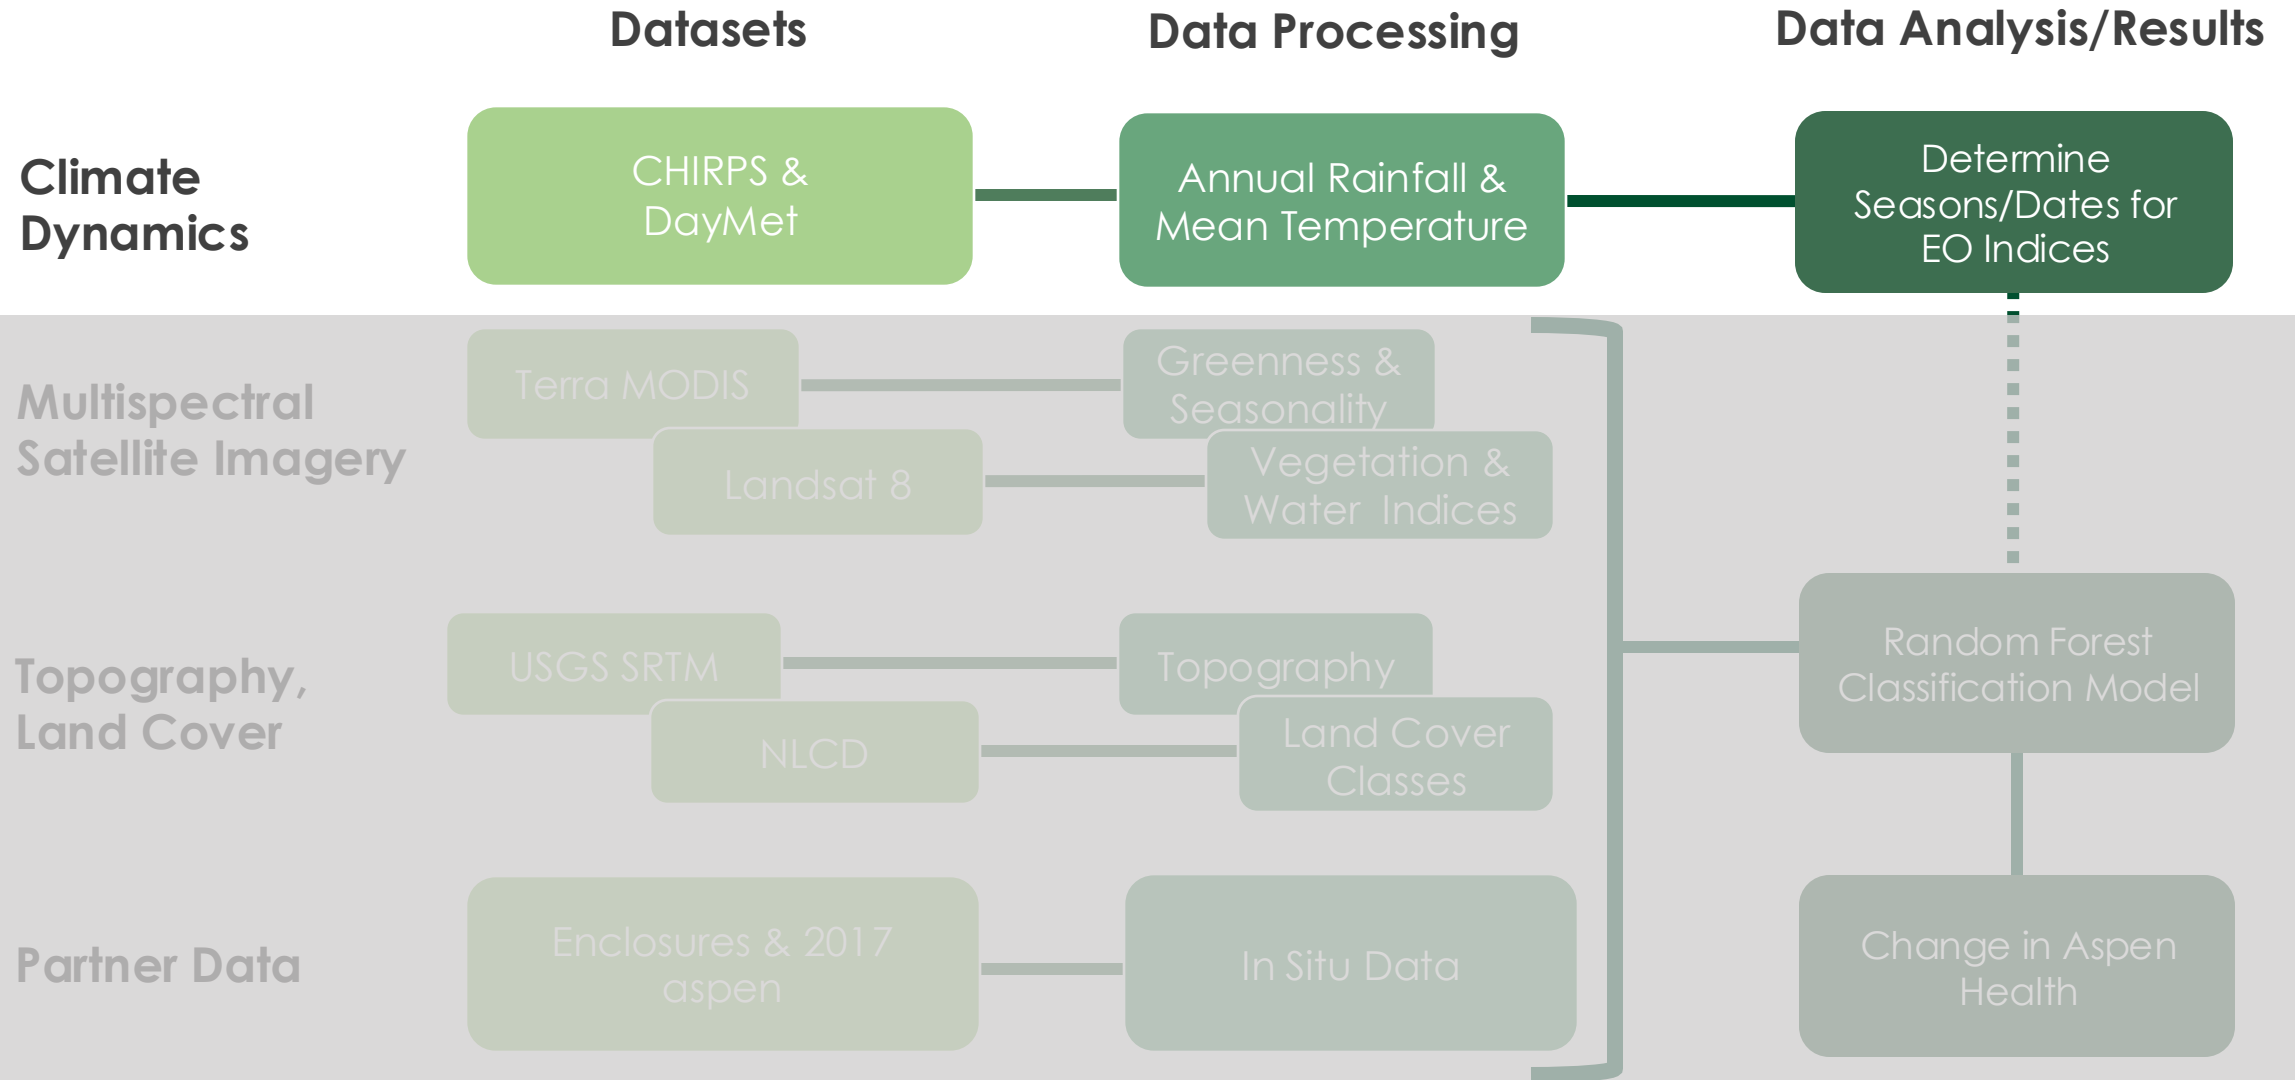 Datasets
Data Processing
Data Analysis/Results
Climate
Dynamics
CHIRPS &
DayMet
Annual Rainfall &
Mean Temperature
Determine
Seasons/Dates for
EO Indices
Multispectral
Satellite Imagery
Terra MODIS
Greenness &
Seasonality
Landsat 8
Vegetation &
Water  Indices
Topography,
Land Cover
USGS SRTM
Topography
NLCD
Land Cover
Classes
Random Forest
Classification Model
Partner Data
Enclosures & 2017
aspen
In Situ Data
Change in Aspen
Health